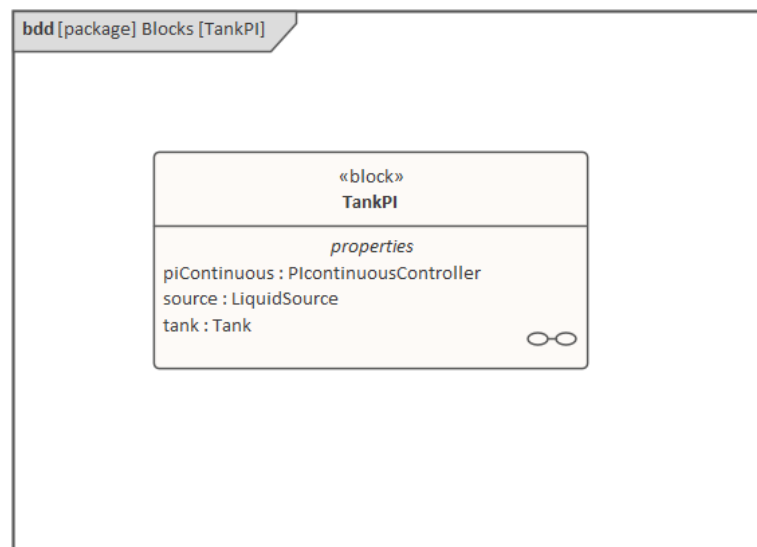 bdd [package] Blocks [TankPI]
«block»
TankPI
properties
piContinuous : PIcontinuousController
source : LiquidSource
tank : Tank